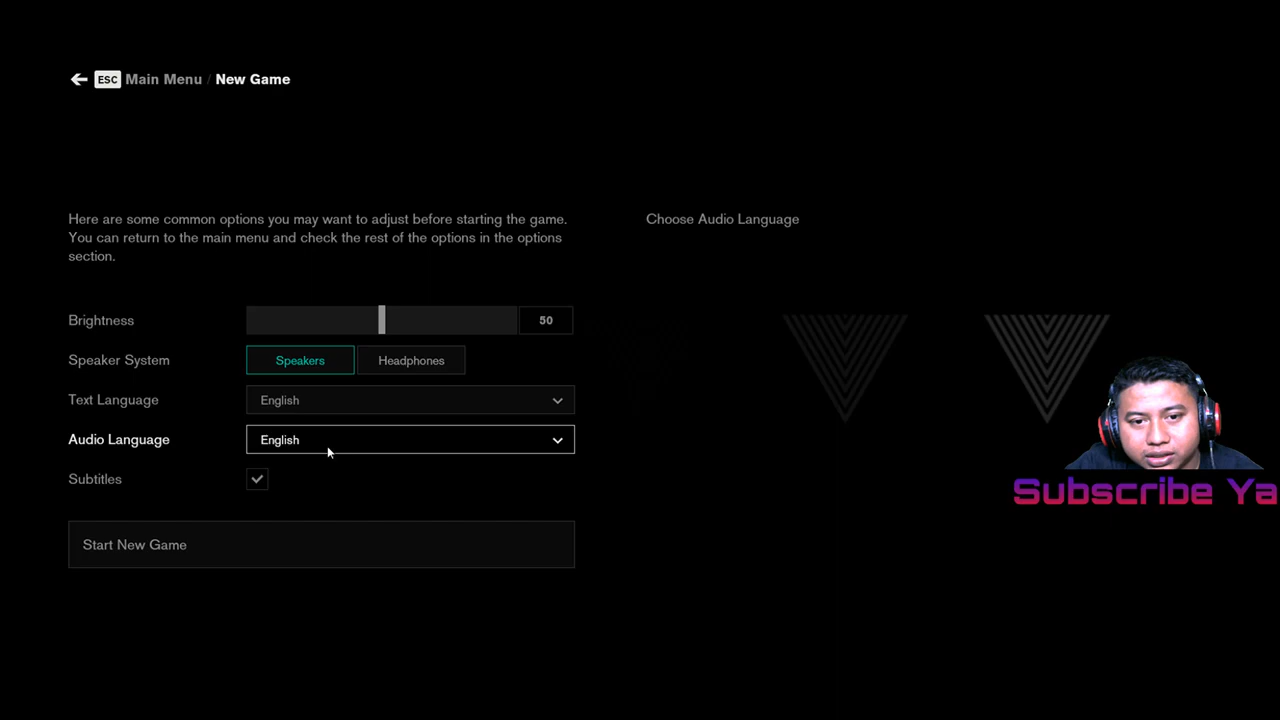 ESC Main Menu / New Game
Here are some common options you may want to adjust before starting the game.
You can return to the main menu and check the rest of the options in the options
section.
Choose Audio Language
Brightness 50
Speaker System Speakers Headphones
Text Language English
Audio Language English
Subtitles
Subscribe Ya
Start New Game